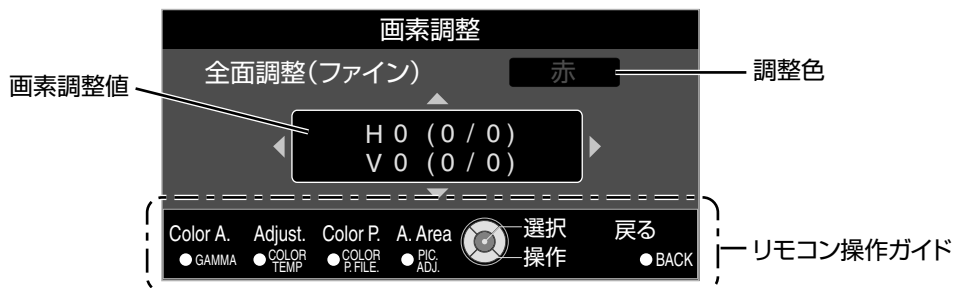 画素調整
全面調整(ファイン) 赤
調整色
画素調整値
H 0 ( 0 / 0 )
V 0 ( 0 / 0 )
Color A. Adjust. Color P. A. Area 選択 戻る
GAMMA COLOR TEMP COLOR P. FILE. PIC. ADJ. 操作 BACK
リモコン操作ガイド